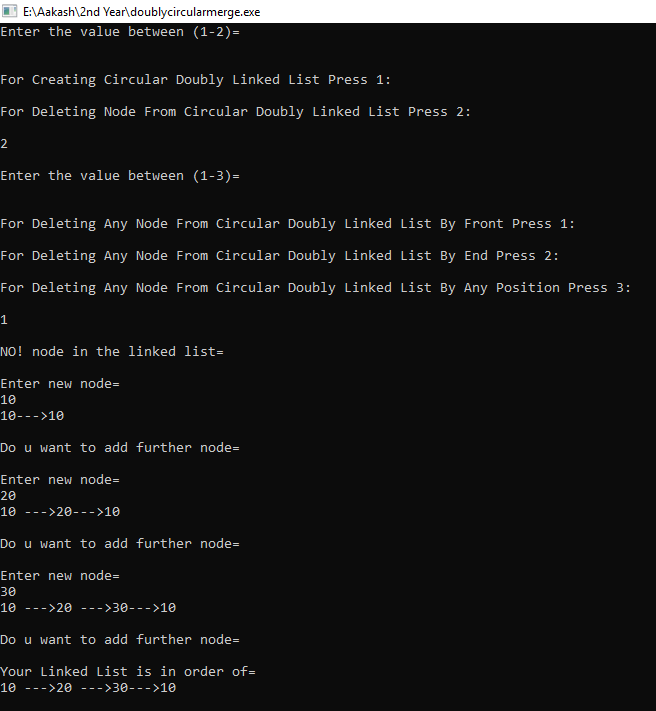 E:\Aakash\2nd Year\doublycircularmerge.exe
Enter the value between (1-2)=
For Creating Circular Doubly Linked List Press 1:
For Deleting Node From Circular Doubly Linked List Press 2:
2
Enter the value between (1-3)=
For Deleting Any Node From Circular Doubly Linked List By Front Press 1:
For Deleting Any Node From Circular Doubly Linked List By End Press 2:
For Deleting Any Node From Circular Doubly Linked List By Any Position Press 3:
1
NO! node in the linked list=
Enter new node=
10
10--->10
Do u want to add further node=
Enter new node=
20
10 --->20--->10
Do u want to add further node=
Enter new node=
30
10 --->20 --->30--->10
Do u want to add further node=
Your Linked List is in order of=
10 --->20 --->30--->10